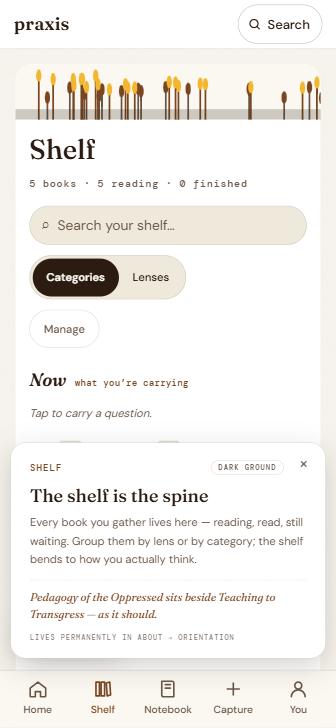 praxis
Search
Shelf
5 books · 5 reading · 0 finished
Search your shelf…
Categories Lenses
Manage
Now what you're carrying
Tap to carry a question.
SHELF DARK GROUND ×
The shelf is the spine
Every book you gather lives here — reading, read, still
waiting. Group them by lens or by category; the shelf
bends to how you actually think.
Pedagogy of the Oppressed sits beside Teaching to
Transgress — as it should.
LIVES PERMANENTLY IN ABOUT → ORIENTATION
Home Shelf Notebook Capture You